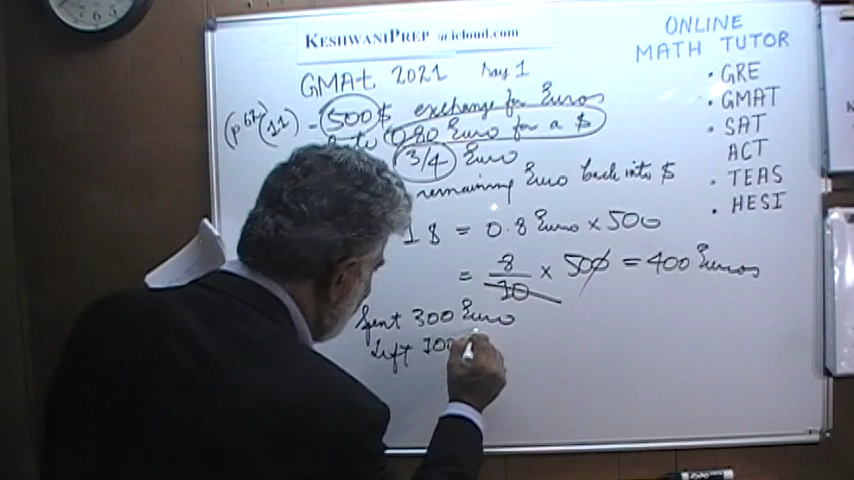 KESHWANIPREP @icloud.com
GMAT. 2021 Day 1
(P 67) (11) - 500$ exchange for Euros
0.80 Euro for a $
3/4 Euro
remaining Euro back into $
1 $ = 0.8 Euro × 500
= 8/10 × 500 = 400 Euros
Spent 300 Euro
Left 100
ONLINE
MATH TUTOR
• GRE
• GMAT
• SAT
ACT
• TEAS
• HESI